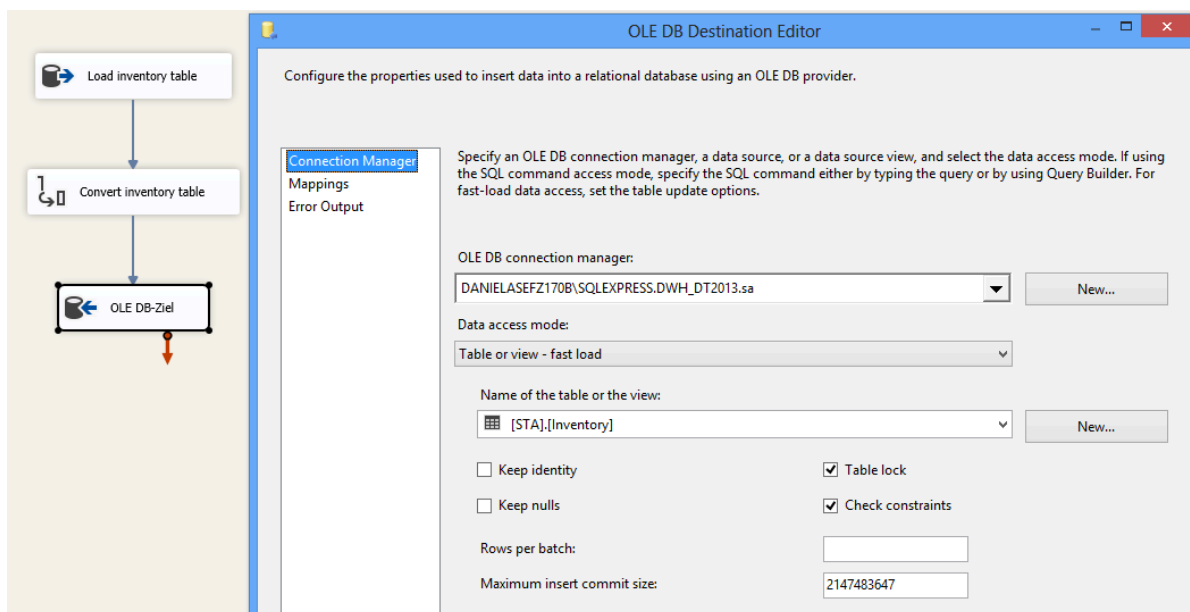 OLE DB Destination Editor
Load inventory table
Convert inventory table
OLE DB-Ziel
Configure the properties used to insert data into a relational database using an OLE DB provider.
Connection Manager
Mappings
Error Output
Specify an OLE DB connection manager, a data source, or a data source view, and select the data access mode. If using
the SQL command access mode, specify the SQL command either by typing the query or by using Query Builder. For
fast-load data access, set the table update options.
OLE DB connection manager:
DANIELASEFZ170B\SQLEXPRESS.DWH_DT2013.sa
New...
Data access mode:
Table or view - fast load
Name of the table or the view:
[STA].[Inventory]
New...
Keep identity
Table lock
Keep nulls
Check constraints
Rows per batch:
Maximum insert commit size:
2147483647